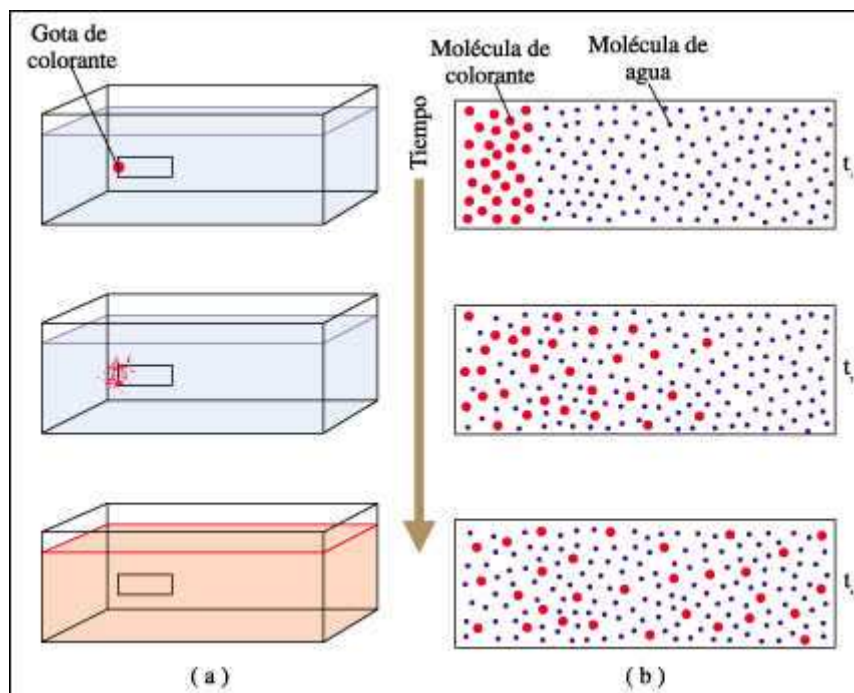 Gota de
colorante
Molécula de
colorante
Molécula de
agua
Tiempo
( a )
( b )